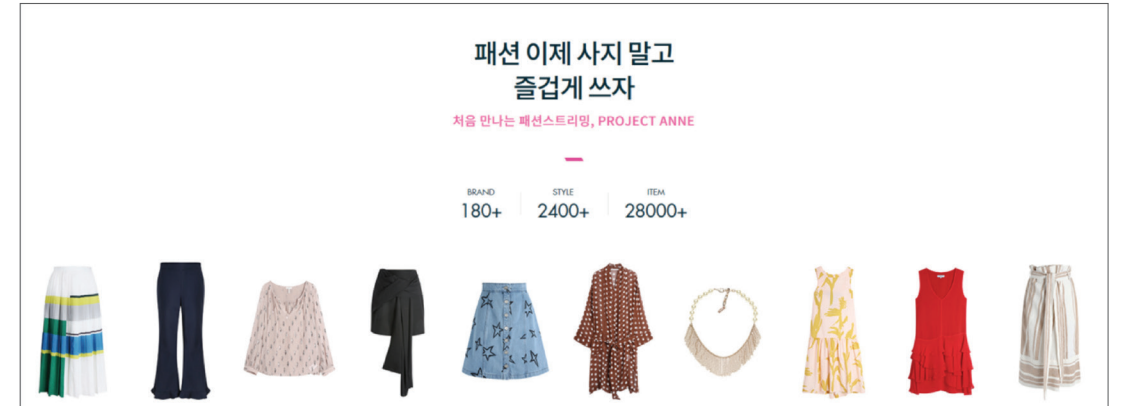 패션 이제 사지 말고
즐겁게 쓰자
처음 만나는 패션스트리밍, PROJECT ANNE
BRAND STYLE ITEM
180+ 2400+ 28000+